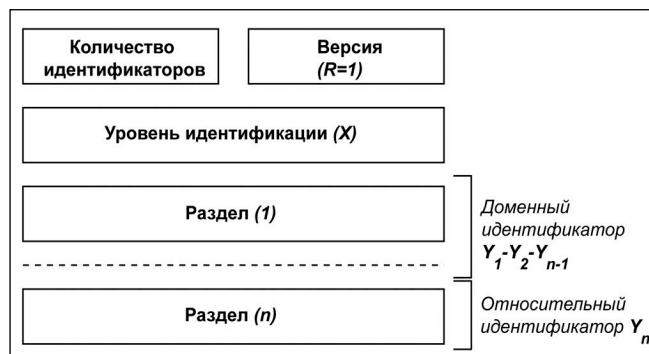 Количество
идентификаторов
Версия
(R=1)
Уровень идентификации (X)
Раздел (1)
Доменный
идентификатор
Y1-Y2-Yn-1
Раздел (n)
Относительный
идентификатор Yn